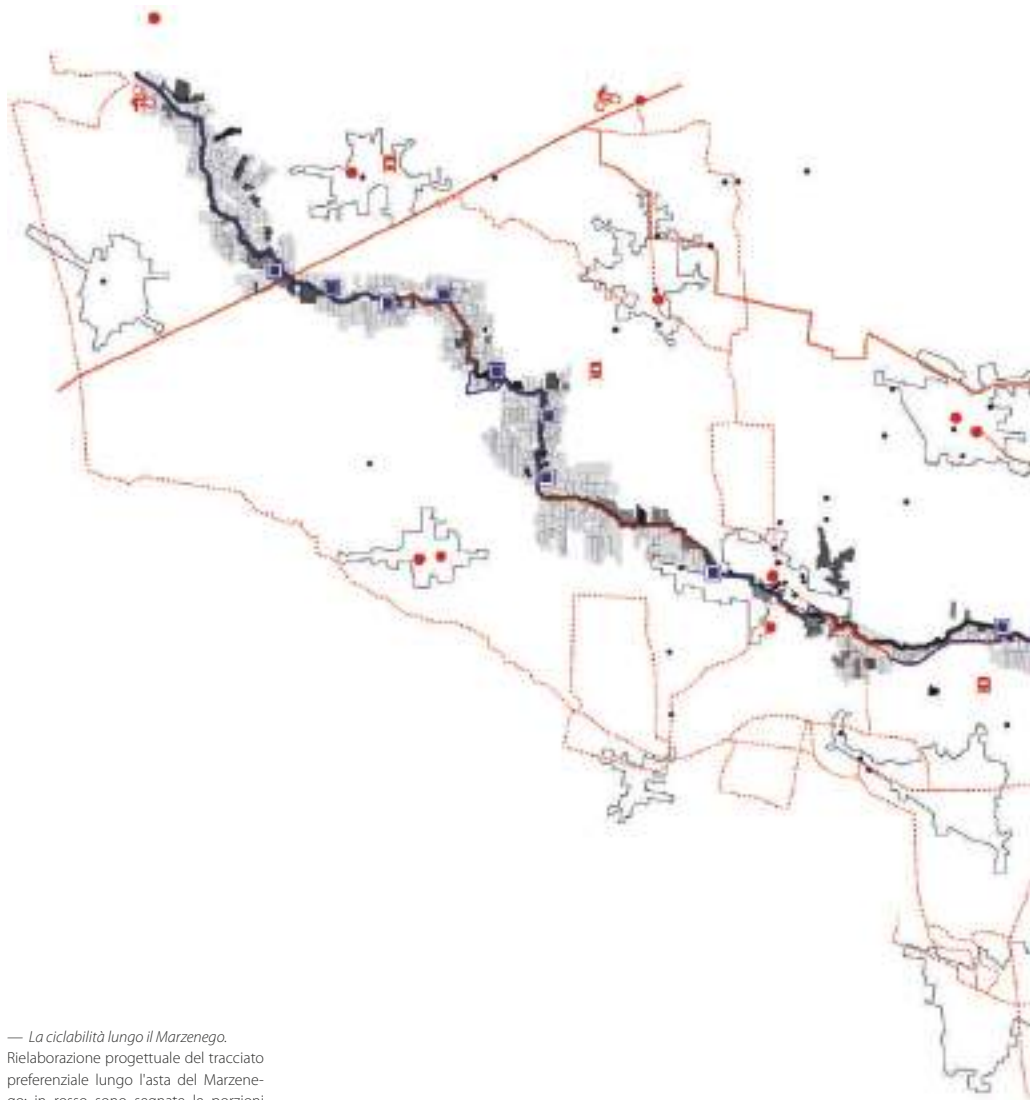 — La ciclabilità lungo il Marzenego.
Rielaborazione progettuale del tracciato
preferenziale lungo l'asta del Marzene-
go: in rosso sono segnate le porzioni